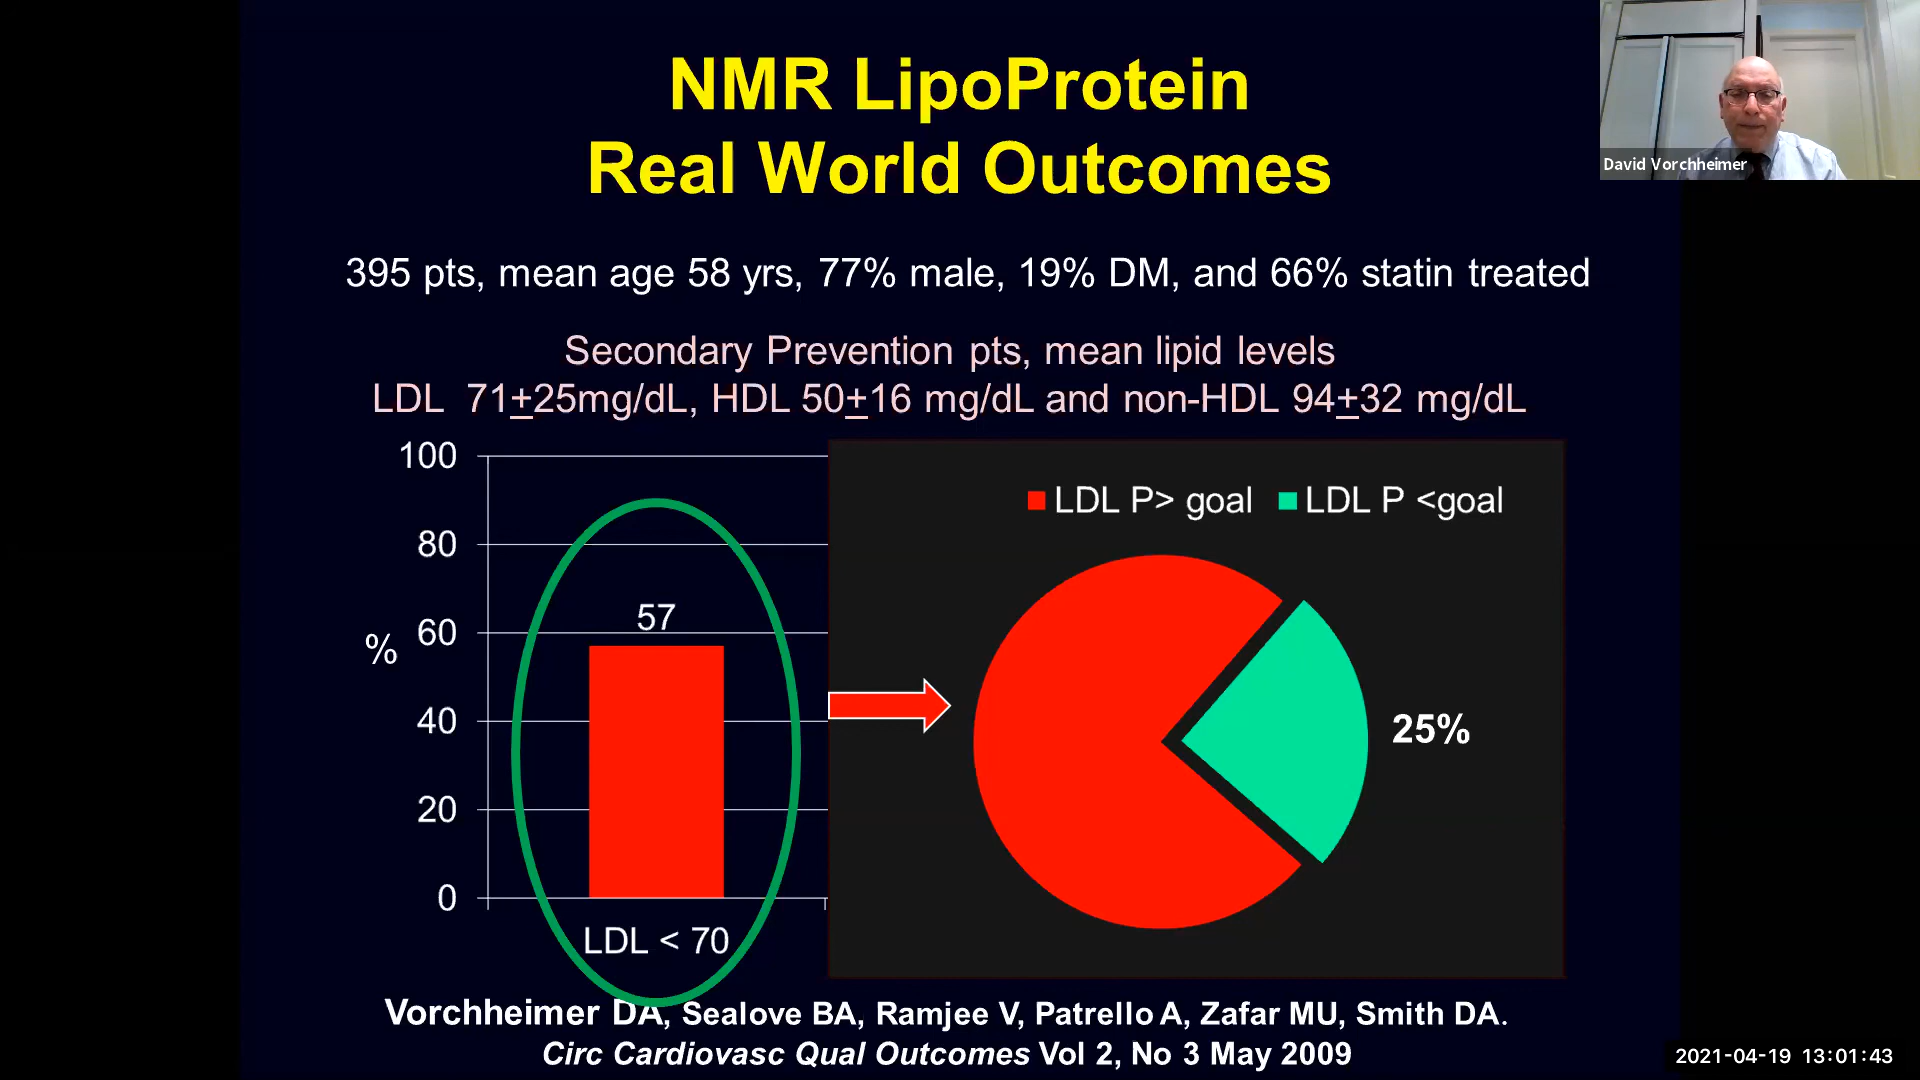 NMR LipoProtein
Real World Outcomes
David Vorchheimer
395 pts, mean age 58 yrs, 77% male, 19% DM, and 66% statin treated
Secondary Prevention pts, mean lipid levels
LDL 71±25mg/dL, HDL 50±16 mg/dL and non-HDL 94±32 mg/dL
100
80
60
40
20
0
%
57
LDL < 70
LDL P> goal
LDL P <goal
25%
Vorchheimer DA, Sealove BA, Ramjee V, Patrello A, Zafar MU, Smith DA.
Circ Cardiovasc Qual Outcomes Vol 2, No 3 May 2009
2021-04-19 13:01:43